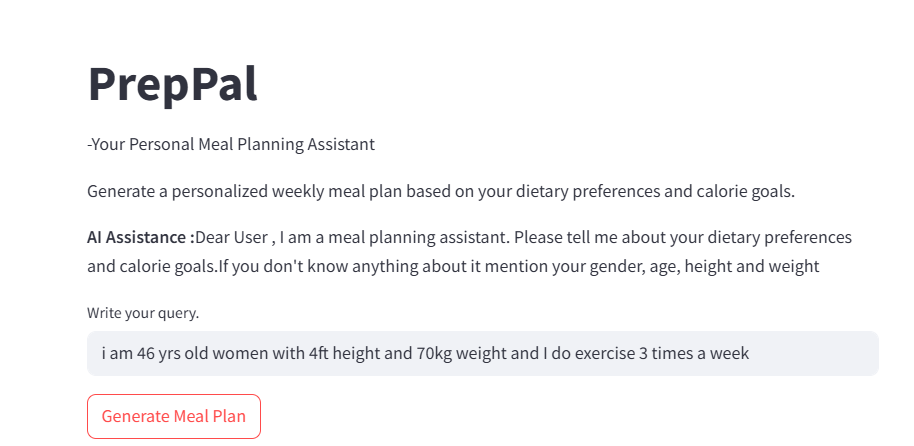 PrepPal
-Your Personal Meal Planning Assistant
Generate a personalized weekly meal plan based on your dietary preferences and calorie goals.
AI Assistance :Dear User , I am a meal planning assistant. Please tell me about your dietary preferences
and calorie goals.If you don't know anything about it mention your gender, age, height and weight
Write your query.
i am 46 yrs old women with 4ft height and 70kg weight and I do exercise 3 times a week
Generate Meal Plan